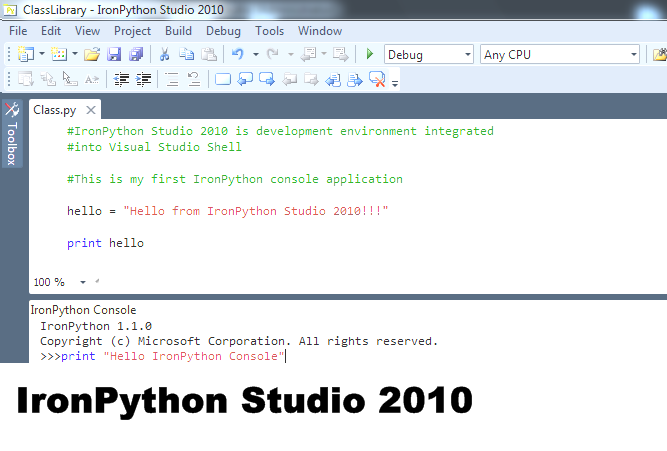 ClassLibrary - IronPython Studio 2010
File Edit View Project Build Debug Tools Window
Debug Any CPU
Toolbox
Class.py
#IronPython Studio 2010 is development environment integrated
#into Visual Studio Shell
#This is my first IronPython console application
hello = "Hello from IronPython Studio 2010!!!"
print hello
100 %
IronPython Console
IronPython 1.1.0
Copyright (c) Microsoft Corporation. All rights reserved.
>>>print "Hello IronPython Console"
IronPython Studio 2010